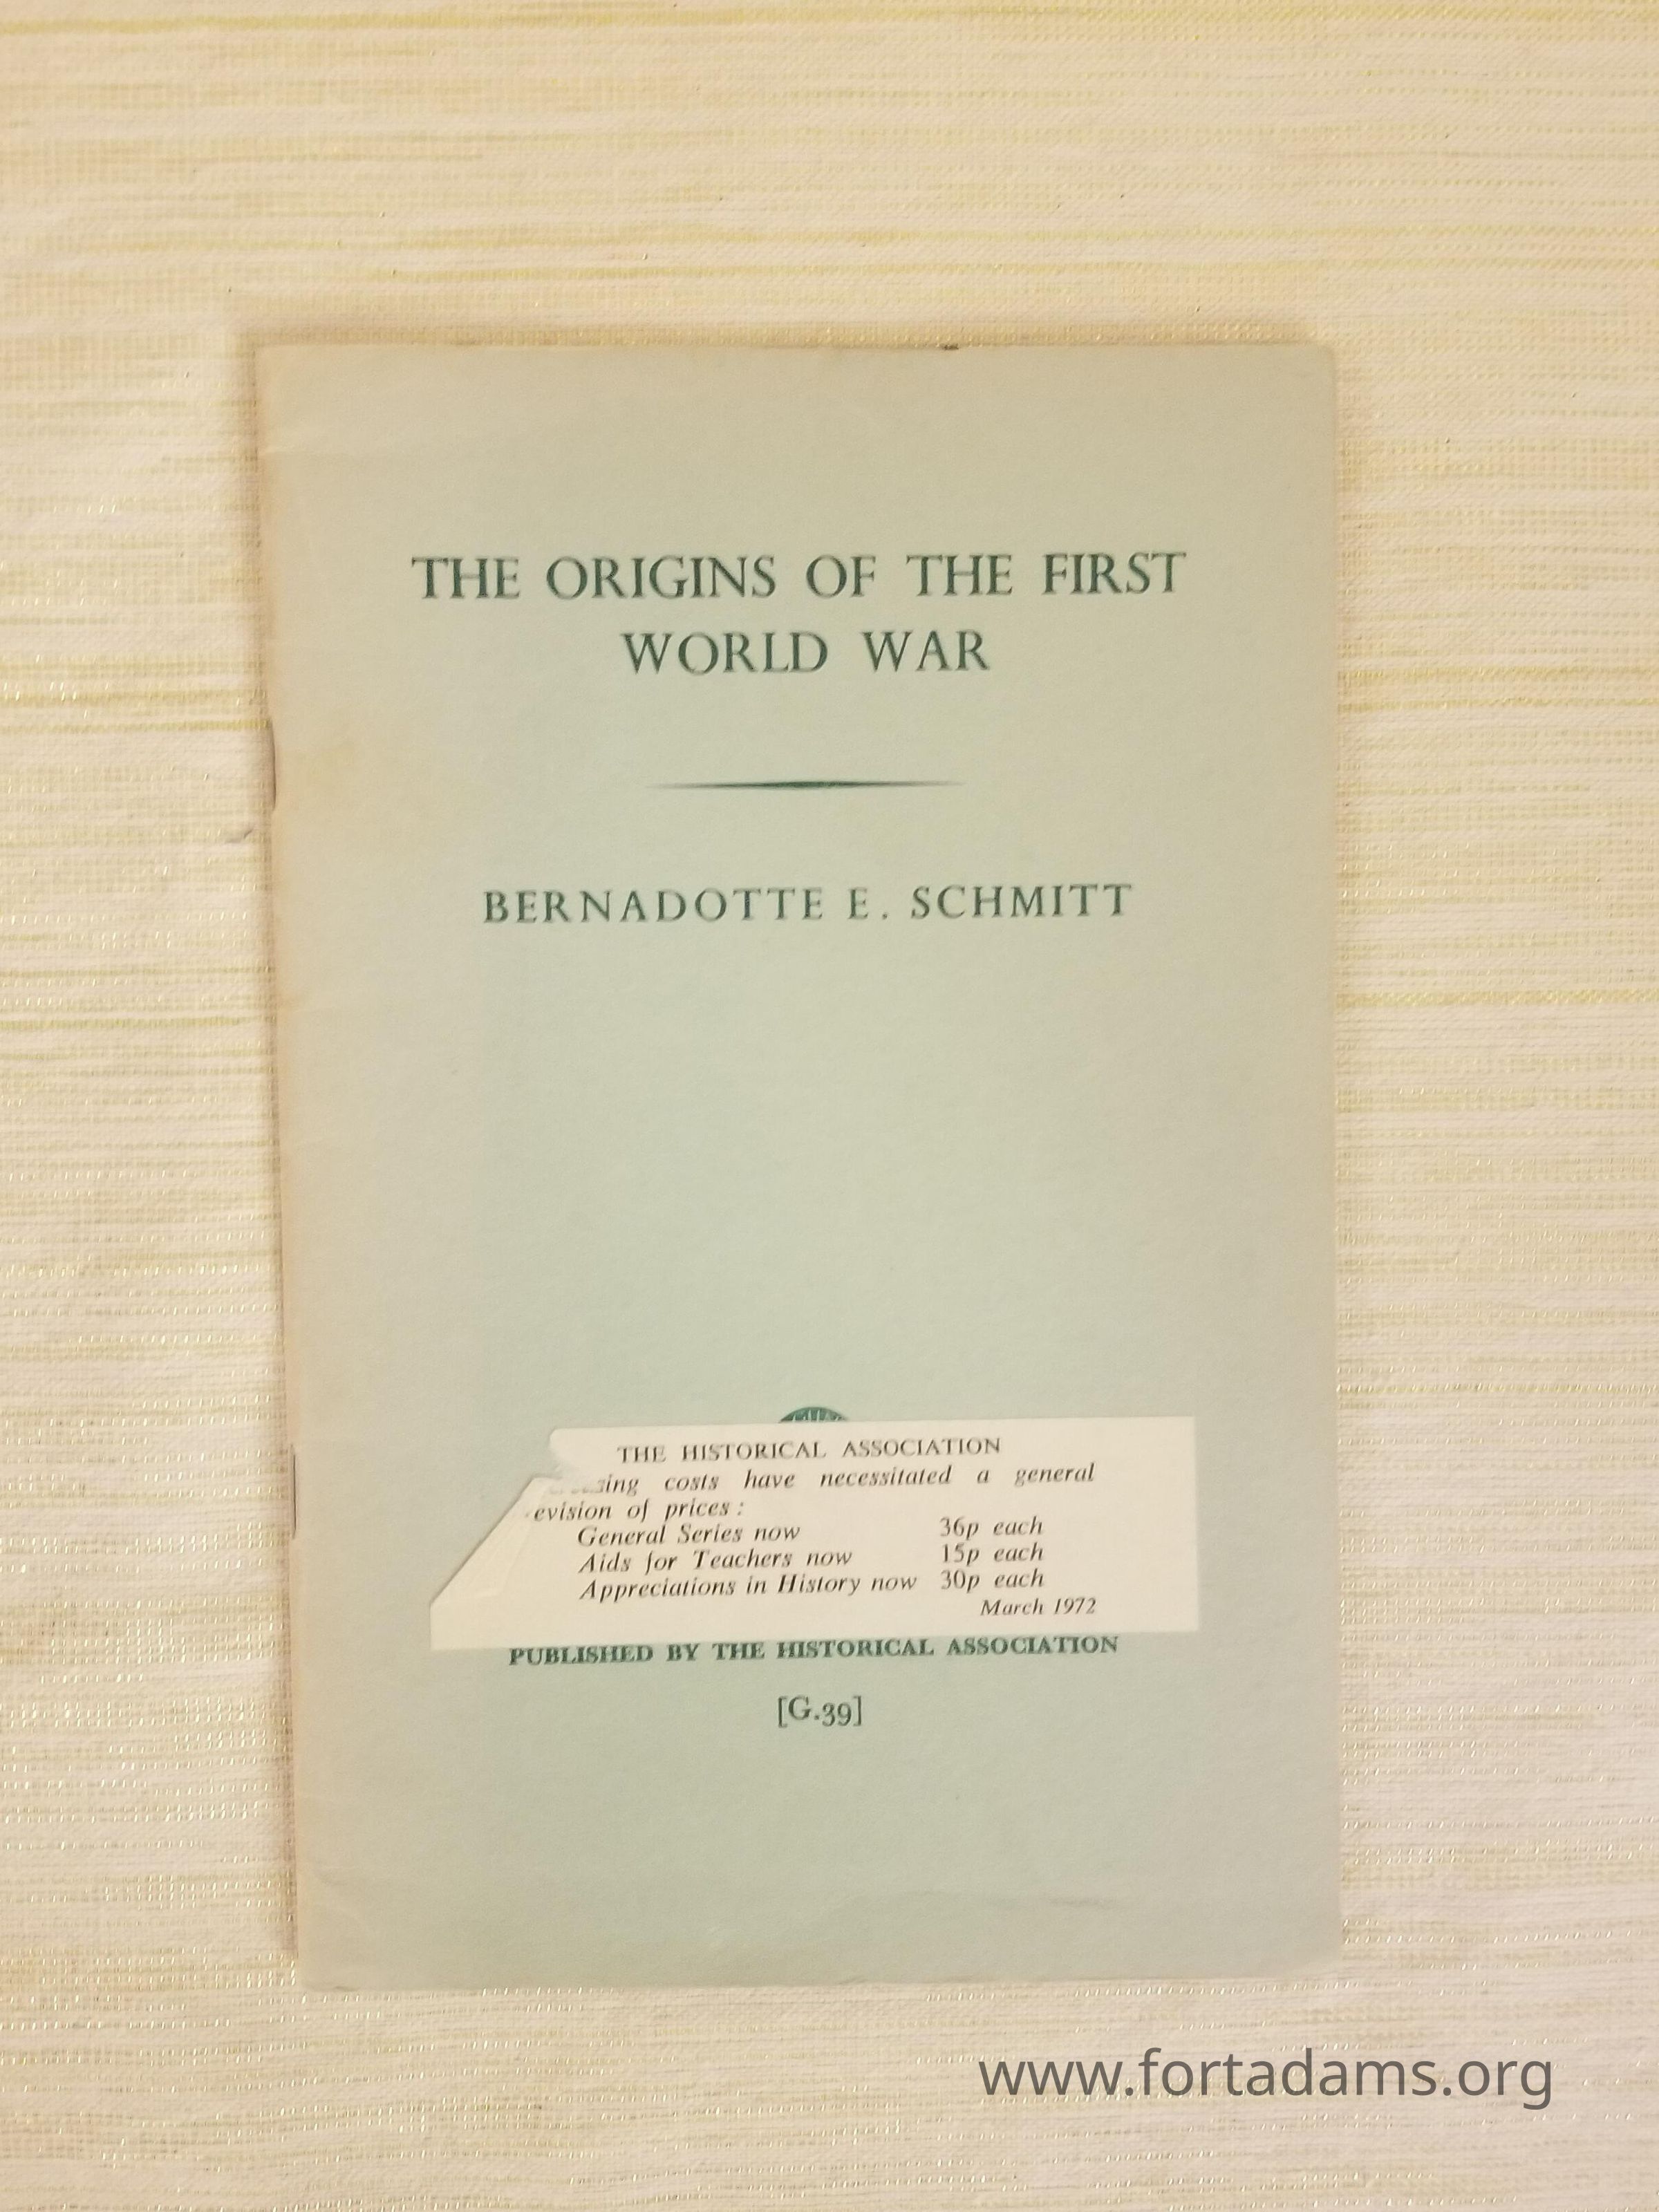 THE ORIGINS OF THE FIRST
WORLD WAR
BERNADOTTE E. SCHMITT
THE HISTORICAL ASSOCIATION
costs have necessitated a general
evision of prices:
General Series now 36p each
Aids for Teachers now 15p each
Appreciations in History now 30p each
March 1972
PUBLISHED BY THE HISTORICAL ASSOCIATION
[G.39]
www.fortadams.org